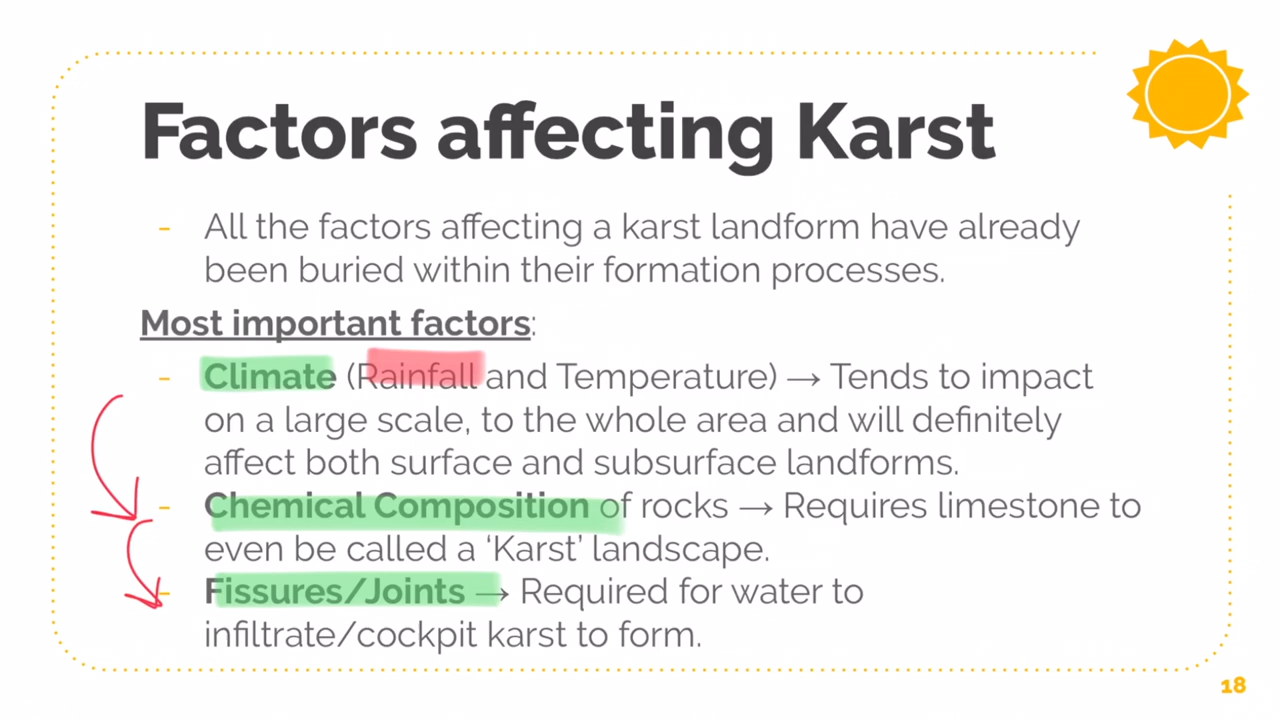 Factors affecting Karst
- All the factors affecting a karst landform have already
been buried within their formation processes.
Most important factors:
- Climate (Rainfall and Temperature) → Tends to impact
on a large scale, to the whole area and will definitely
affect both surface and subsurface landforms.
- Chemical Composition of rocks → Requires limestone to
even be called a ‘Karst’ landscape.
- Fissures/Joints → Required for water to
infiltrate/cockpit karst to form.
18